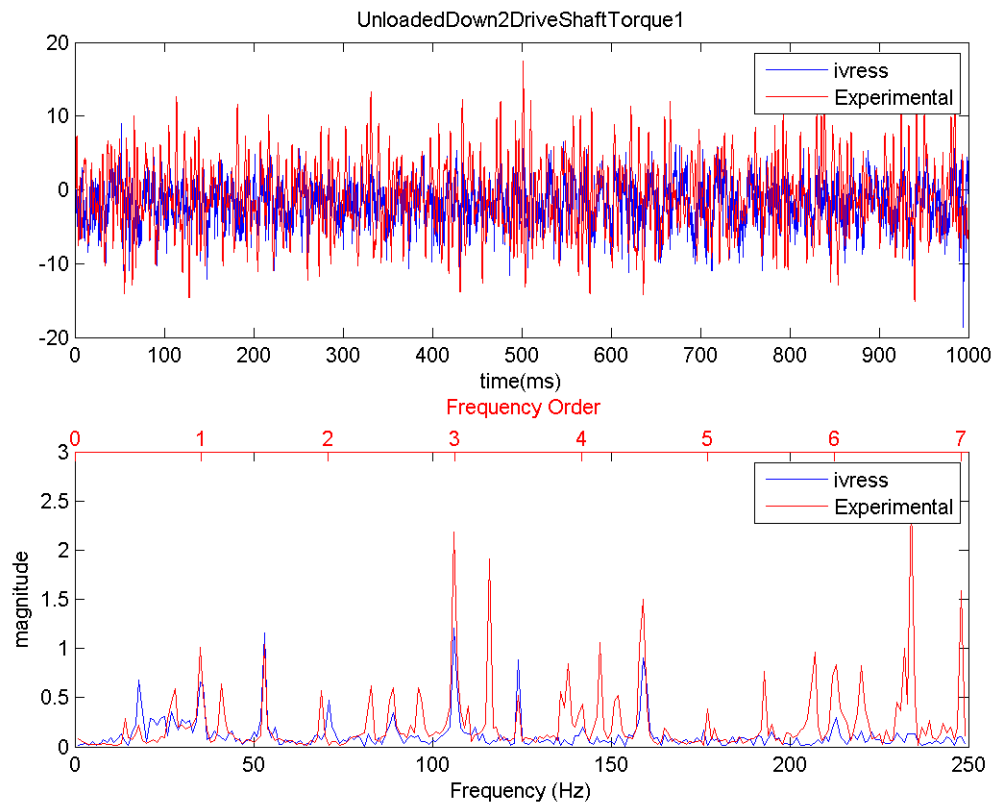 UnloadedDown2DriveShaftTorque1
20
10
0
-10
-20
ivress
Experimental
0 100 200 300 400 500 600 700 800 900 1000
time(ms)
Frequency Order
0 1 2 3 4 5 6 7
3
2.5
2
1.5
1
0.5
0
magnitude
ivress
Experimental
0 50 100 150 200 250
Frequency (Hz)